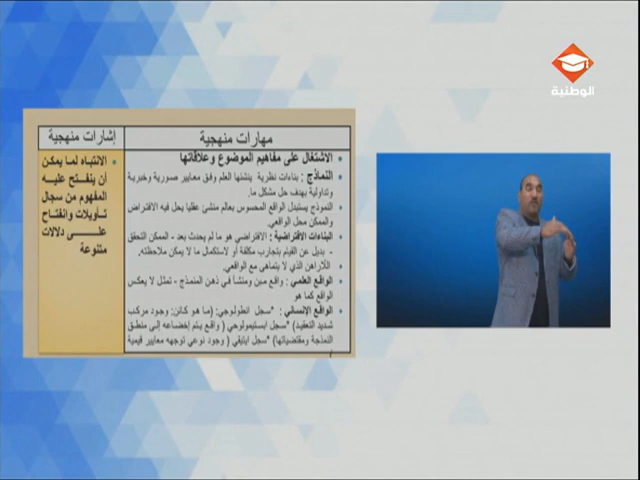 الوطنية
مهارات منهجية
إشارات منهجية
الاشتغال على مفاهيم الموضوع وعلاقاتها
النماذج : بناءات نظرية ينشئها العلم وفق معايير صورية وخبرية
وتداولية بهدف حل مشكل ما.
النموذج يستبدل الواقع المحسوس بعالم منشئ عقليا يحل فيه الافتراض
والممكن محل الواقعي.
البناءات الافتراضية : الافتراضي هو ما لم يحدث بعد - الممكن التحقق
- بديل عن القيام بتجارب مكلفة أو لاستكمال ما لا يمكن ملاحظته.
اللاراهن الذي لا يتماهى مع الواقعي.
الواقع العلمي : واقع مبن ومنشأ في ذهن المنمذج - تمثل لا يعكس
الواقع كما هو
الواقع الإنساني : *سجل انطولوجي: (ما هو كائن: وجود مركب
شديد التعقيد) *سجل ابستيمولوجي ( واقع يتم إخضاعه إلى منطق
النمذجة ومقتضياتها) *سجل ايتيقي ( وجود نوعي توجهه معايير قيمية
الانتباه لما يمكن
أن ينفتح عليه
المفهوم من سجال
تأويلات وانفتاح
على دلالات
متنوعة